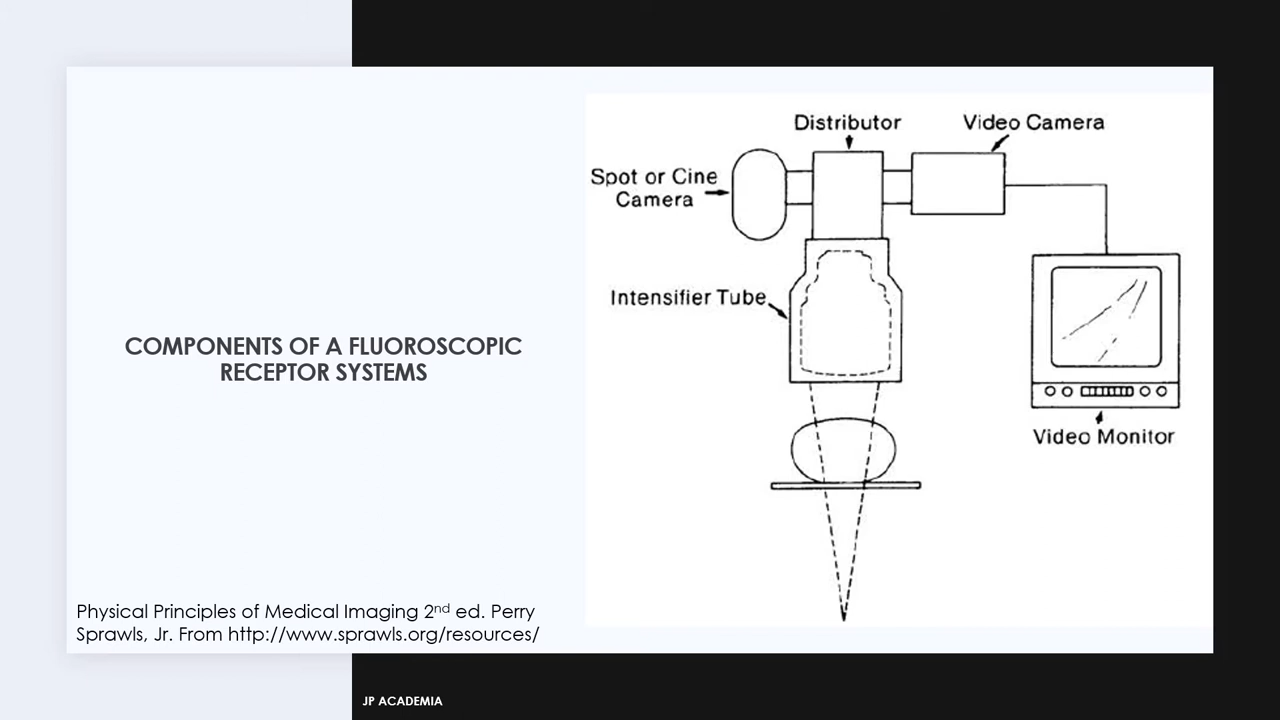 COMPONENTS OF A FLUOROSCOPIC
RECEPTOR SYSTEMS
Physical Principles of Medical Imaging 2nd ed. Perry
Sprawls, Jr. From http://www.sprawls.org/resources/
Distributor
Video Camera
Spot or Cine
Camera
Intensifier Tube
Video Monitor
JP ACADEMIA